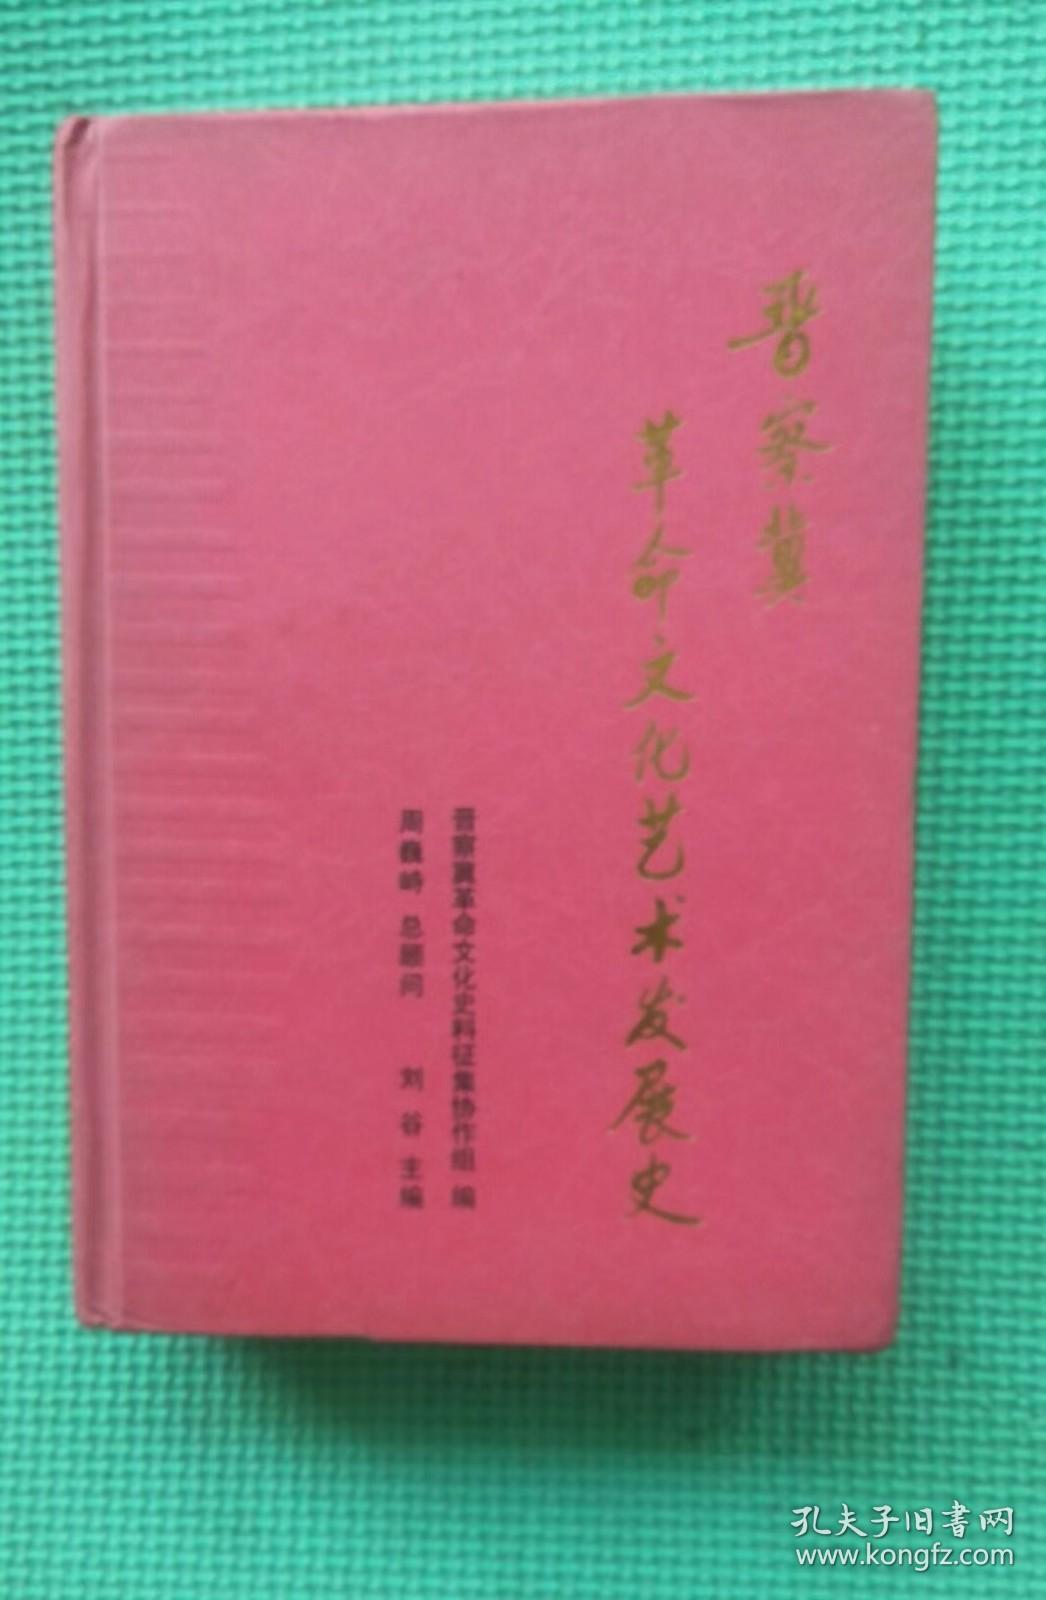 晋察冀
革命文化艺术发展史
晋察冀革命文化史料征集协作组 编
周巍峙 总顾问 刘谷 主编
孔夫子旧書网
www.kongfz.com